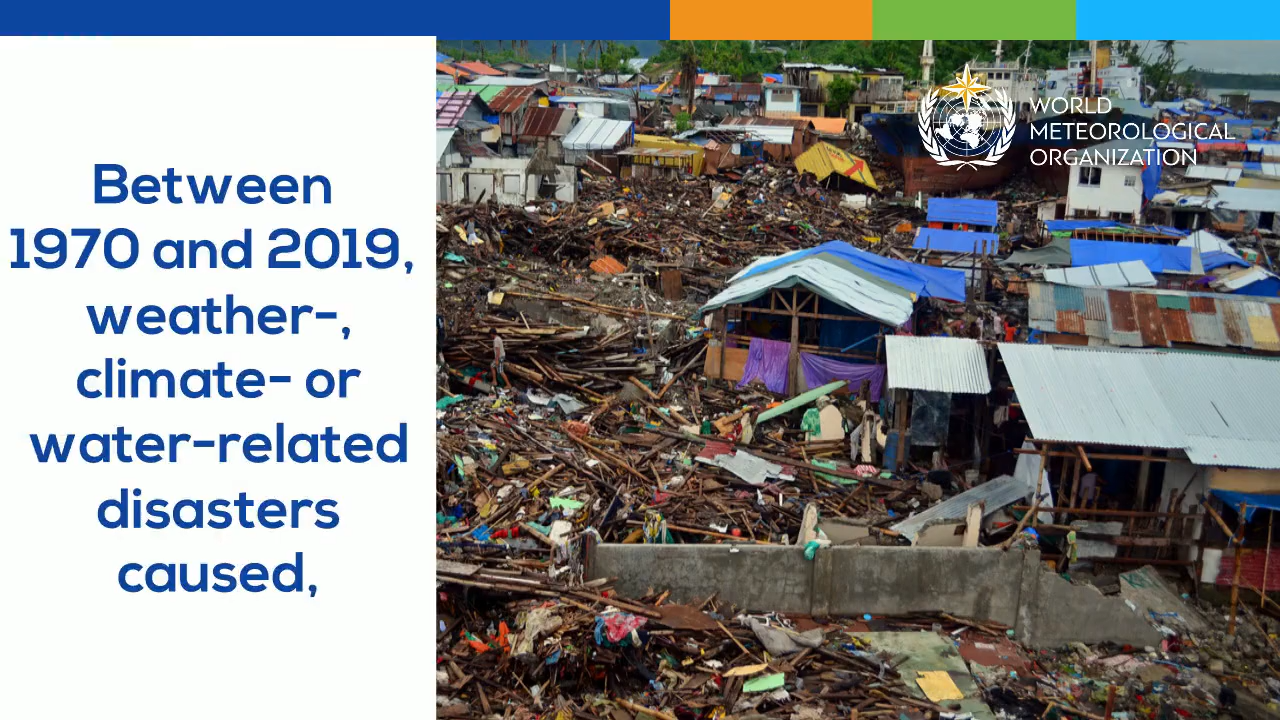 Between
1970 and 2019,
weather-,
climate- or
water-related
disasters
caused,
WORLD
METEOROLOGICAL
ORGANIZATION